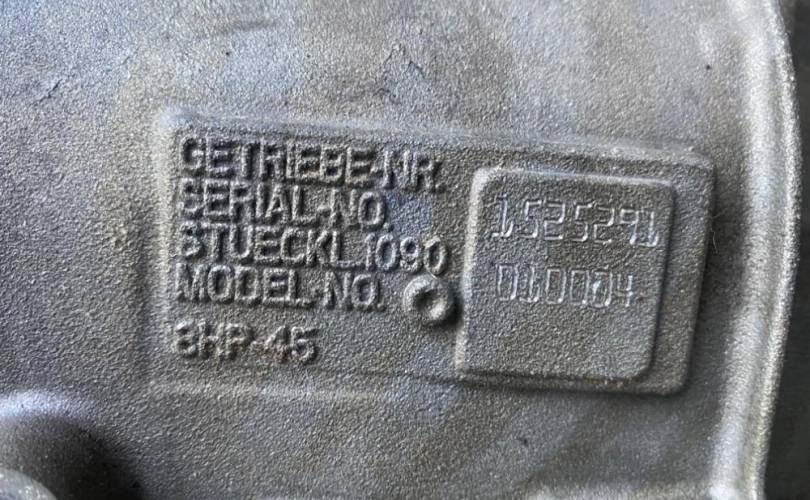 GETRIEBE-NR.
SERIAL-NO. 1525291
STUECKL.1090
MODEL-NO. 010004
8HP-45